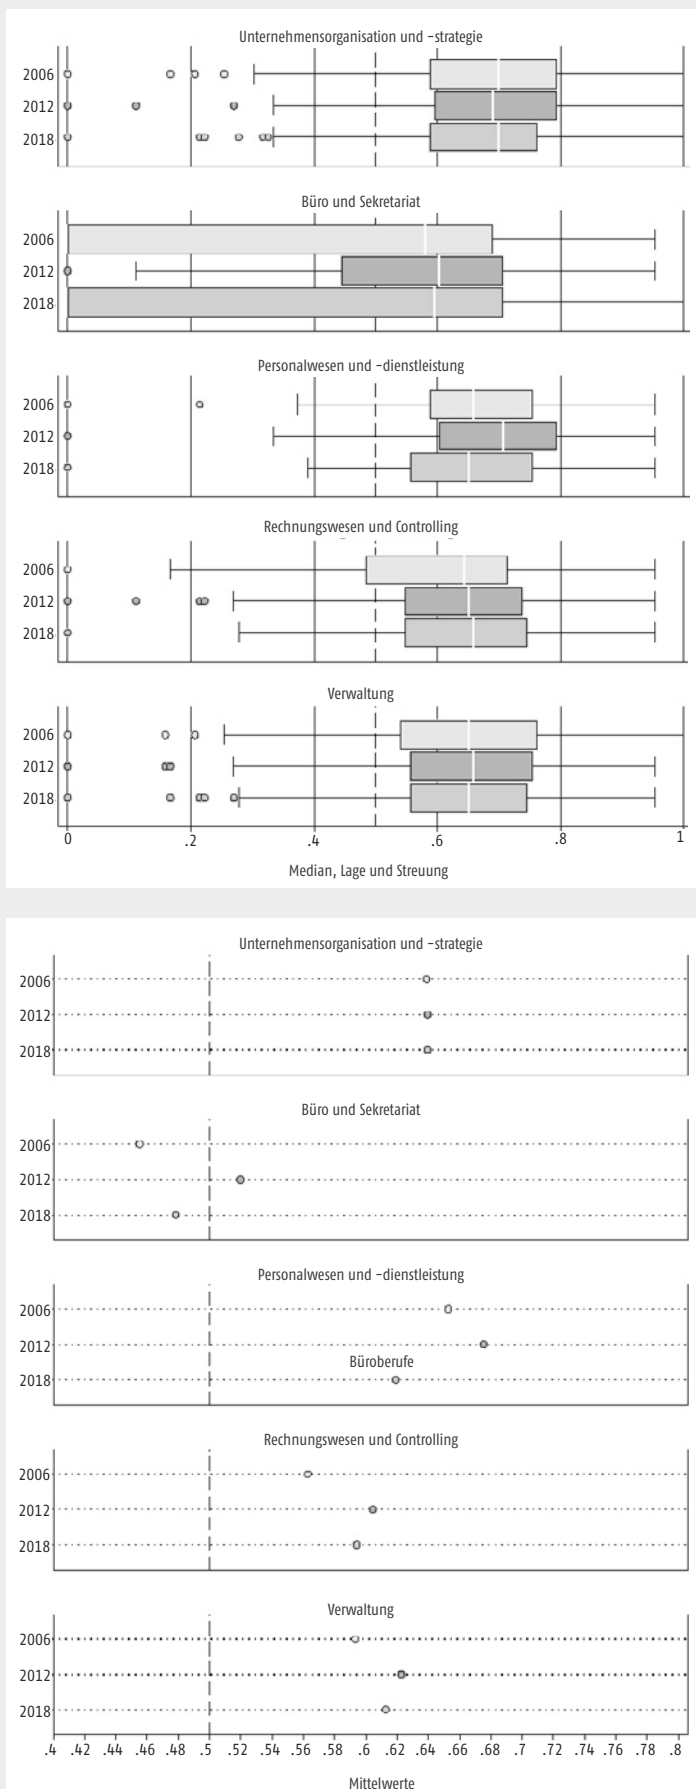 Unternehmensorganisation und -strategie
2006
2012
2018
Büro und Sekretariat
2006
2012
2018
Personalwesen und -dienstleistung
2006
2012
2018
Rechnungswesen und Controlling
2006
2012
2018
Verwaltung
2006
2012
2018
0 .2 .4 .6 .8 1
Median, Lage und Streuung
Unternehmensorganisation und -strategie
2006
2012
2018
Büro und Sekretariat
2006
2012
2018
Personalwesen und -dienstleistung
2006
2012
Büroberufe
2018
Rechnungswesen und Controlling
2006
2012
2018
Verwaltung
2006
2012
2018
.4 .42 .44 .46 .48 .5 .52 .54 .56 .58 .6 .62 .64 .66 .68 .7 .72 .74 .76 .78 .8
Mittelwerte